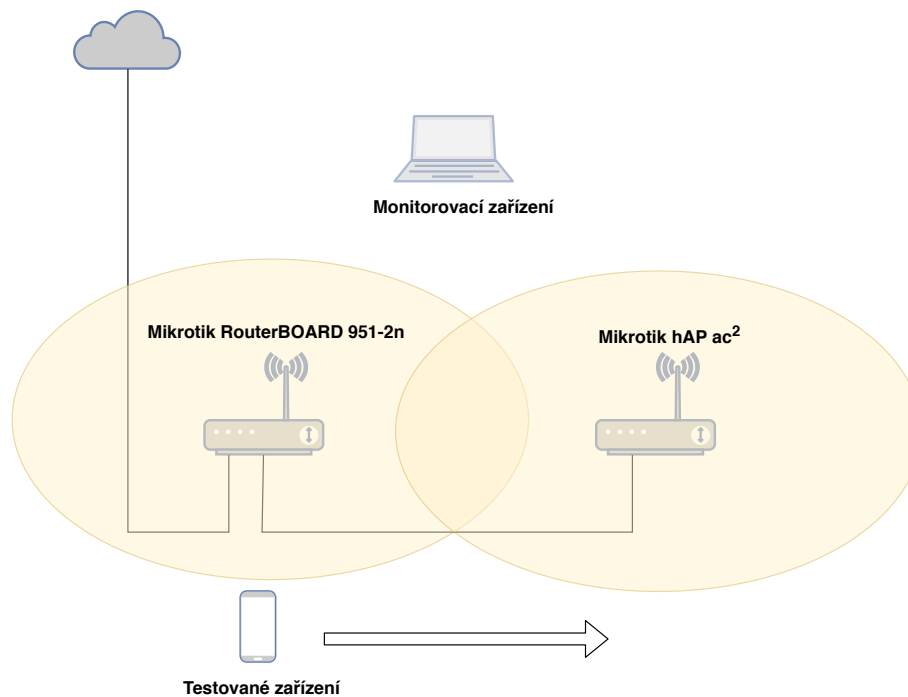 Monitorovací zařízení
Mikrotik RouterBOARD 951-2n
Mikrotik hAP ac²
Testované zařízení